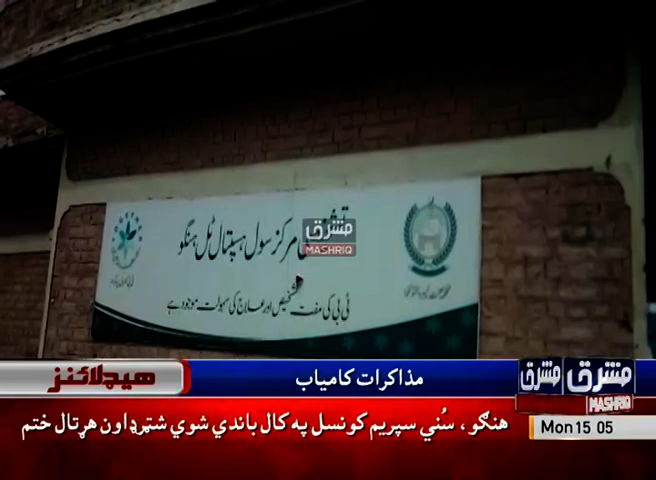 مرکز سول ہسپتال ٹل ہنگو
مشرق
MASHRIQ
ٹی بی کی مفت تشخیص اور علاج کی سہولت موجود ہے
ہیڈلائنز
مذاکرات کامیاب
مشرق
مشرق
MASHRIQ
هنګو، سُني سپريم کونسل په کال باندي شوي شټرډاون هړتال ختم
Mon 15 05